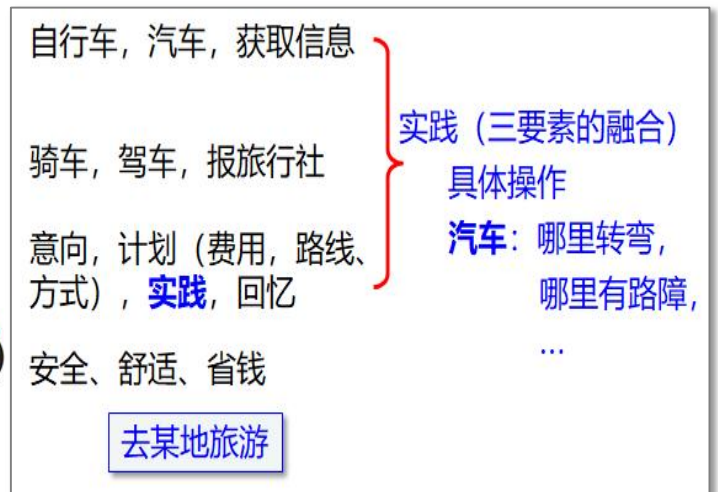 自行车，汽车，获取信息
骑车，驾车，报旅行社
意向，计划（费用，路线、
方式），实践，回忆
安全、舒适、省钱
去某地旅游
实践（三要素的融合）
具体操作
汽车：哪里转弯，
哪里有路障，
...